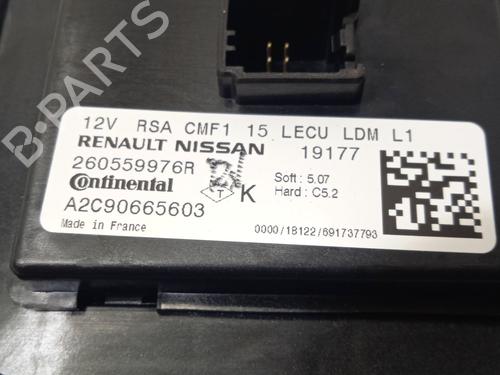 B-PARTS
12V RSA CMF1 15 LECU LDM L1
RENAULT NISSAN 19177
260559976R
Soft : 5.07
Continental T K Hard : C5.2
A2C90665603
Made in France 0000/18122/691737793